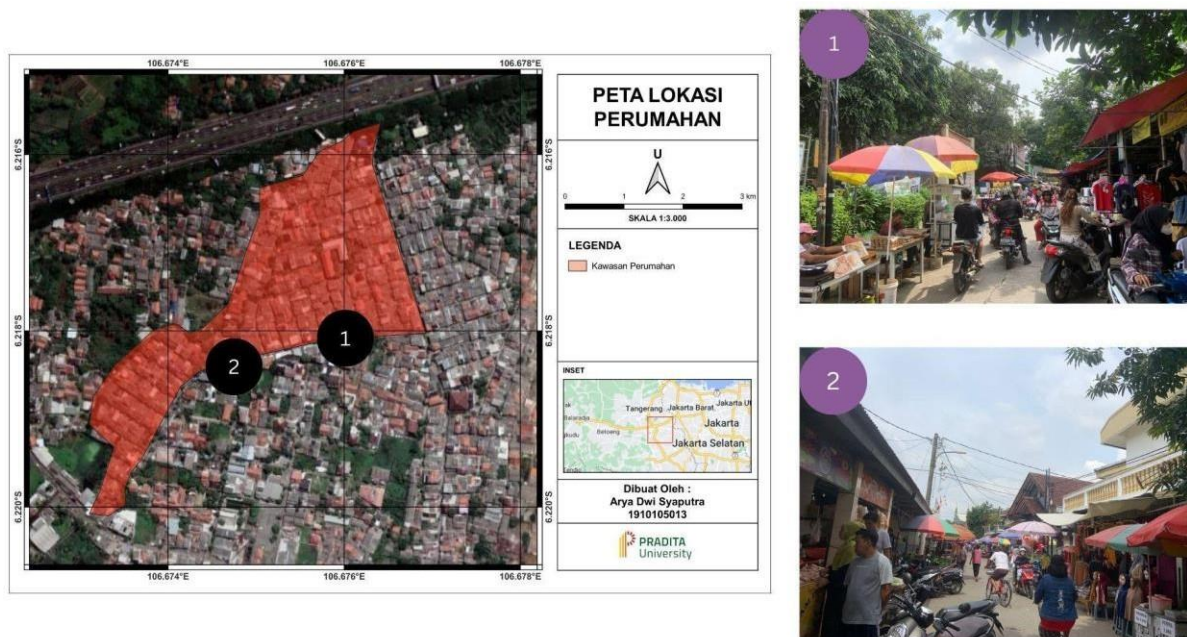 106.674°E 106.676°E 106.678°E
6.216°S 6.216°S
6.218°S 6.218°S
6.220°S 6.220°S
106.674°E 106.676°E 106.678°E
1
2
PETA LOKASI
PERUMAHAN
U
0 1 2 3 km
SKALA 1:3.000
LEGENDA
Kawasan Perumahan
INSET
Tangerang Jakarta Barat Jakarta Ut
Jakarta
Jakarta Selatan
Dibuat Oleh :
Arya Dwi Syaputra
1910105013
PRADITA
University
1
2